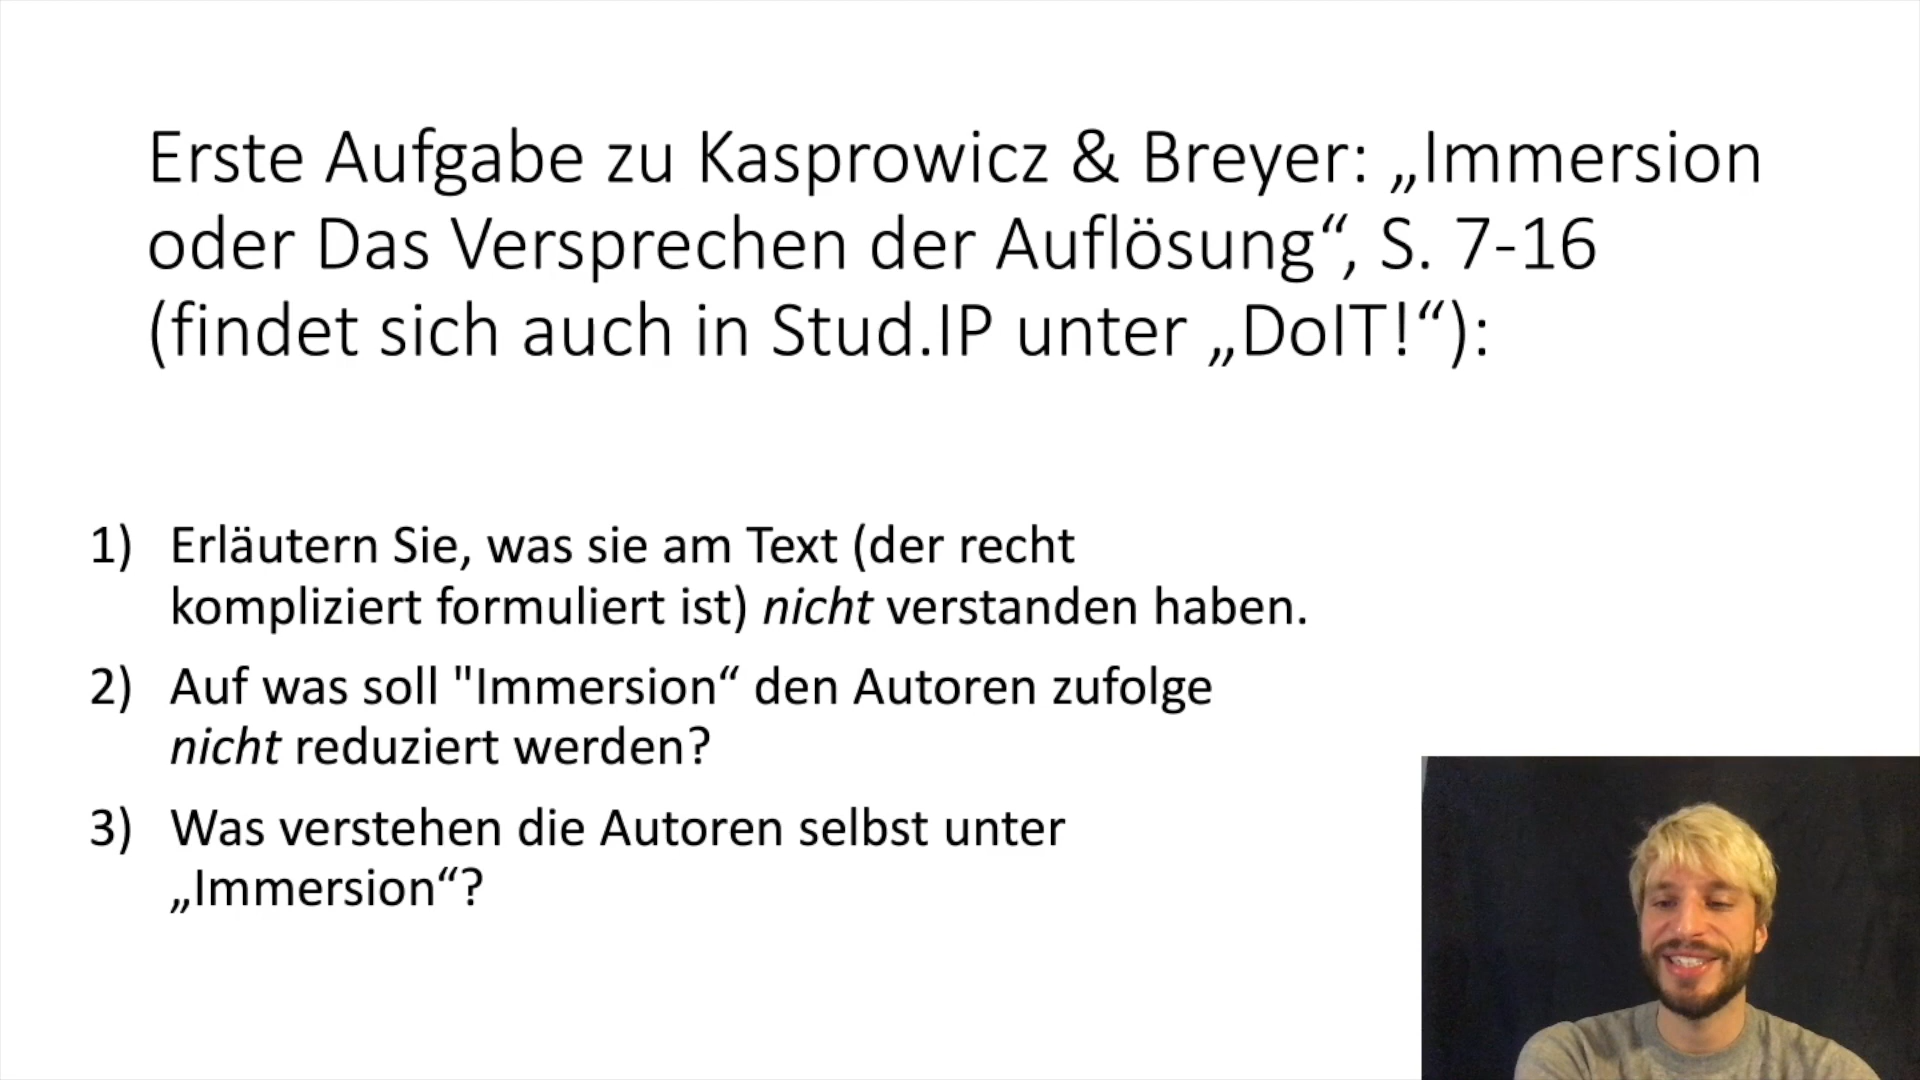 Erste Aufgabe zu Kasprowicz & Breyer: „Immersion
oder Das Versprechen der Auflösung“, S. 7-16
(findet sich auch in Stud.IP unter „DoIT!“):
1) Erläutern Sie, was sie am Text (der recht
kompliziert formuliert ist) nicht verstanden haben.
2) Auf was soll "Immersion“ den Autoren zufolge
nicht reduziert werden?
3) Was verstehen die Autoren selbst unter
„Immersion“?